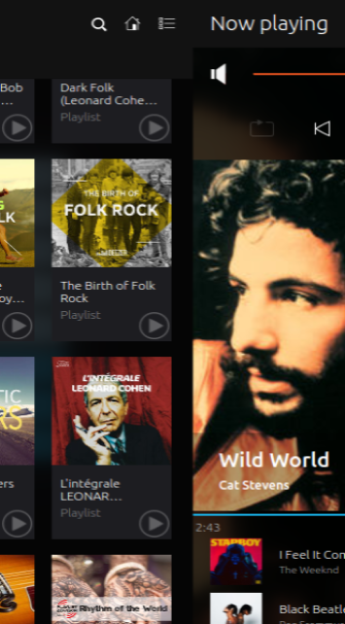 Now playing
Bob
...
Dark Folk
(Leonard Cohe...
Playlist
LK
THE BIRTH OF
FOLK ROCK
oy...
The Birth of Folk
Rock
Playlist
TIC
RS
L'INTÉGRALE
LEONARD COHEN
ers
L'intégrale
LEONAR...
Playlist
Rhythm of the World
Wild World
Cat Stevens
2:43
STARBOY
I Feel It Con
The Weeknd
Black Beatle